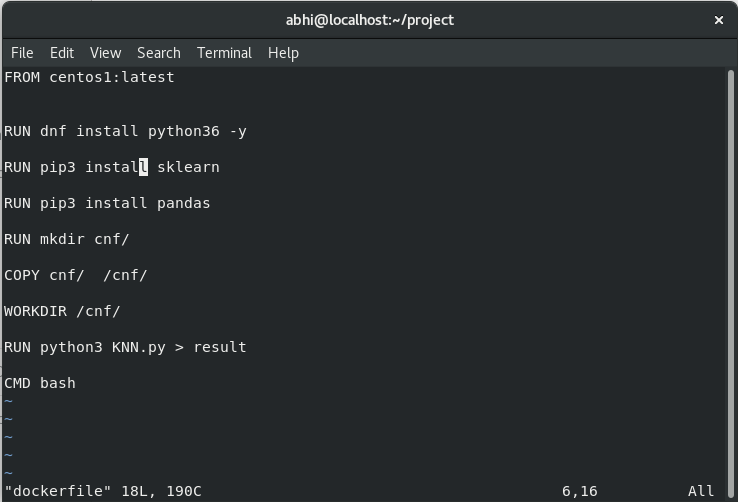 abhi@localhost:~/project ×
File Edit View Search Terminal Help
FROM centos1:latest
RUN dnf install python36 -y
RUN pip3 install sklearn
RUN pip3 install pandas
RUN mkdir cnf/
COPY cnf/  /cnf/
WORKDIR /cnf/
RUN python3 KNN.py > result
CMD bash
~
~
~
~
~
"dockerfile" 18L, 190C 6,16 All